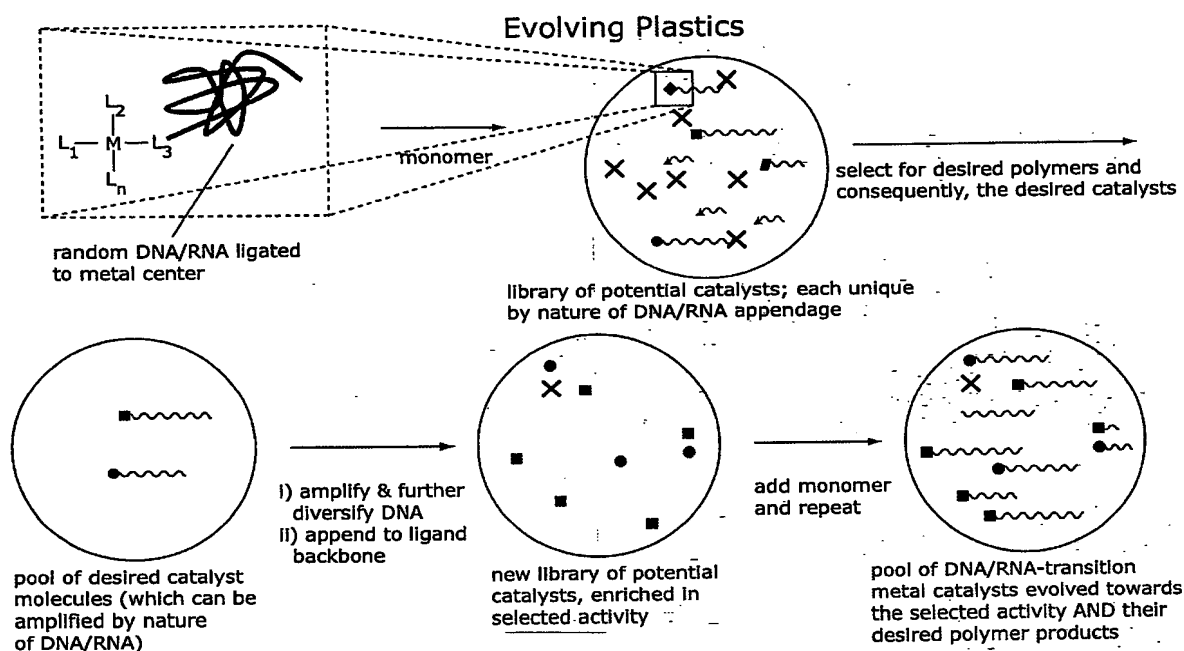 Evolving Plastics
L2
L1 M L3
Ln
monomer
select for desired polymers and
consequently, the desired catalysts
random DNA/RNA ligated
to metal center
library of potential catalysts; each unique
by nature of DNA/RNA appendage
i) amplify & further
diversify DNA
ii) append to ligand
backbone
add monomer
and repeat
pool of desired catalyst
molecules (which can be
amplified by nature
of DNA/RNA)
new library of potential
catalysts, enriched in
selected activity
pool of DNA/RNA-transition
metal catalysts evolved towards
the selected activity AND their
desired polymer products